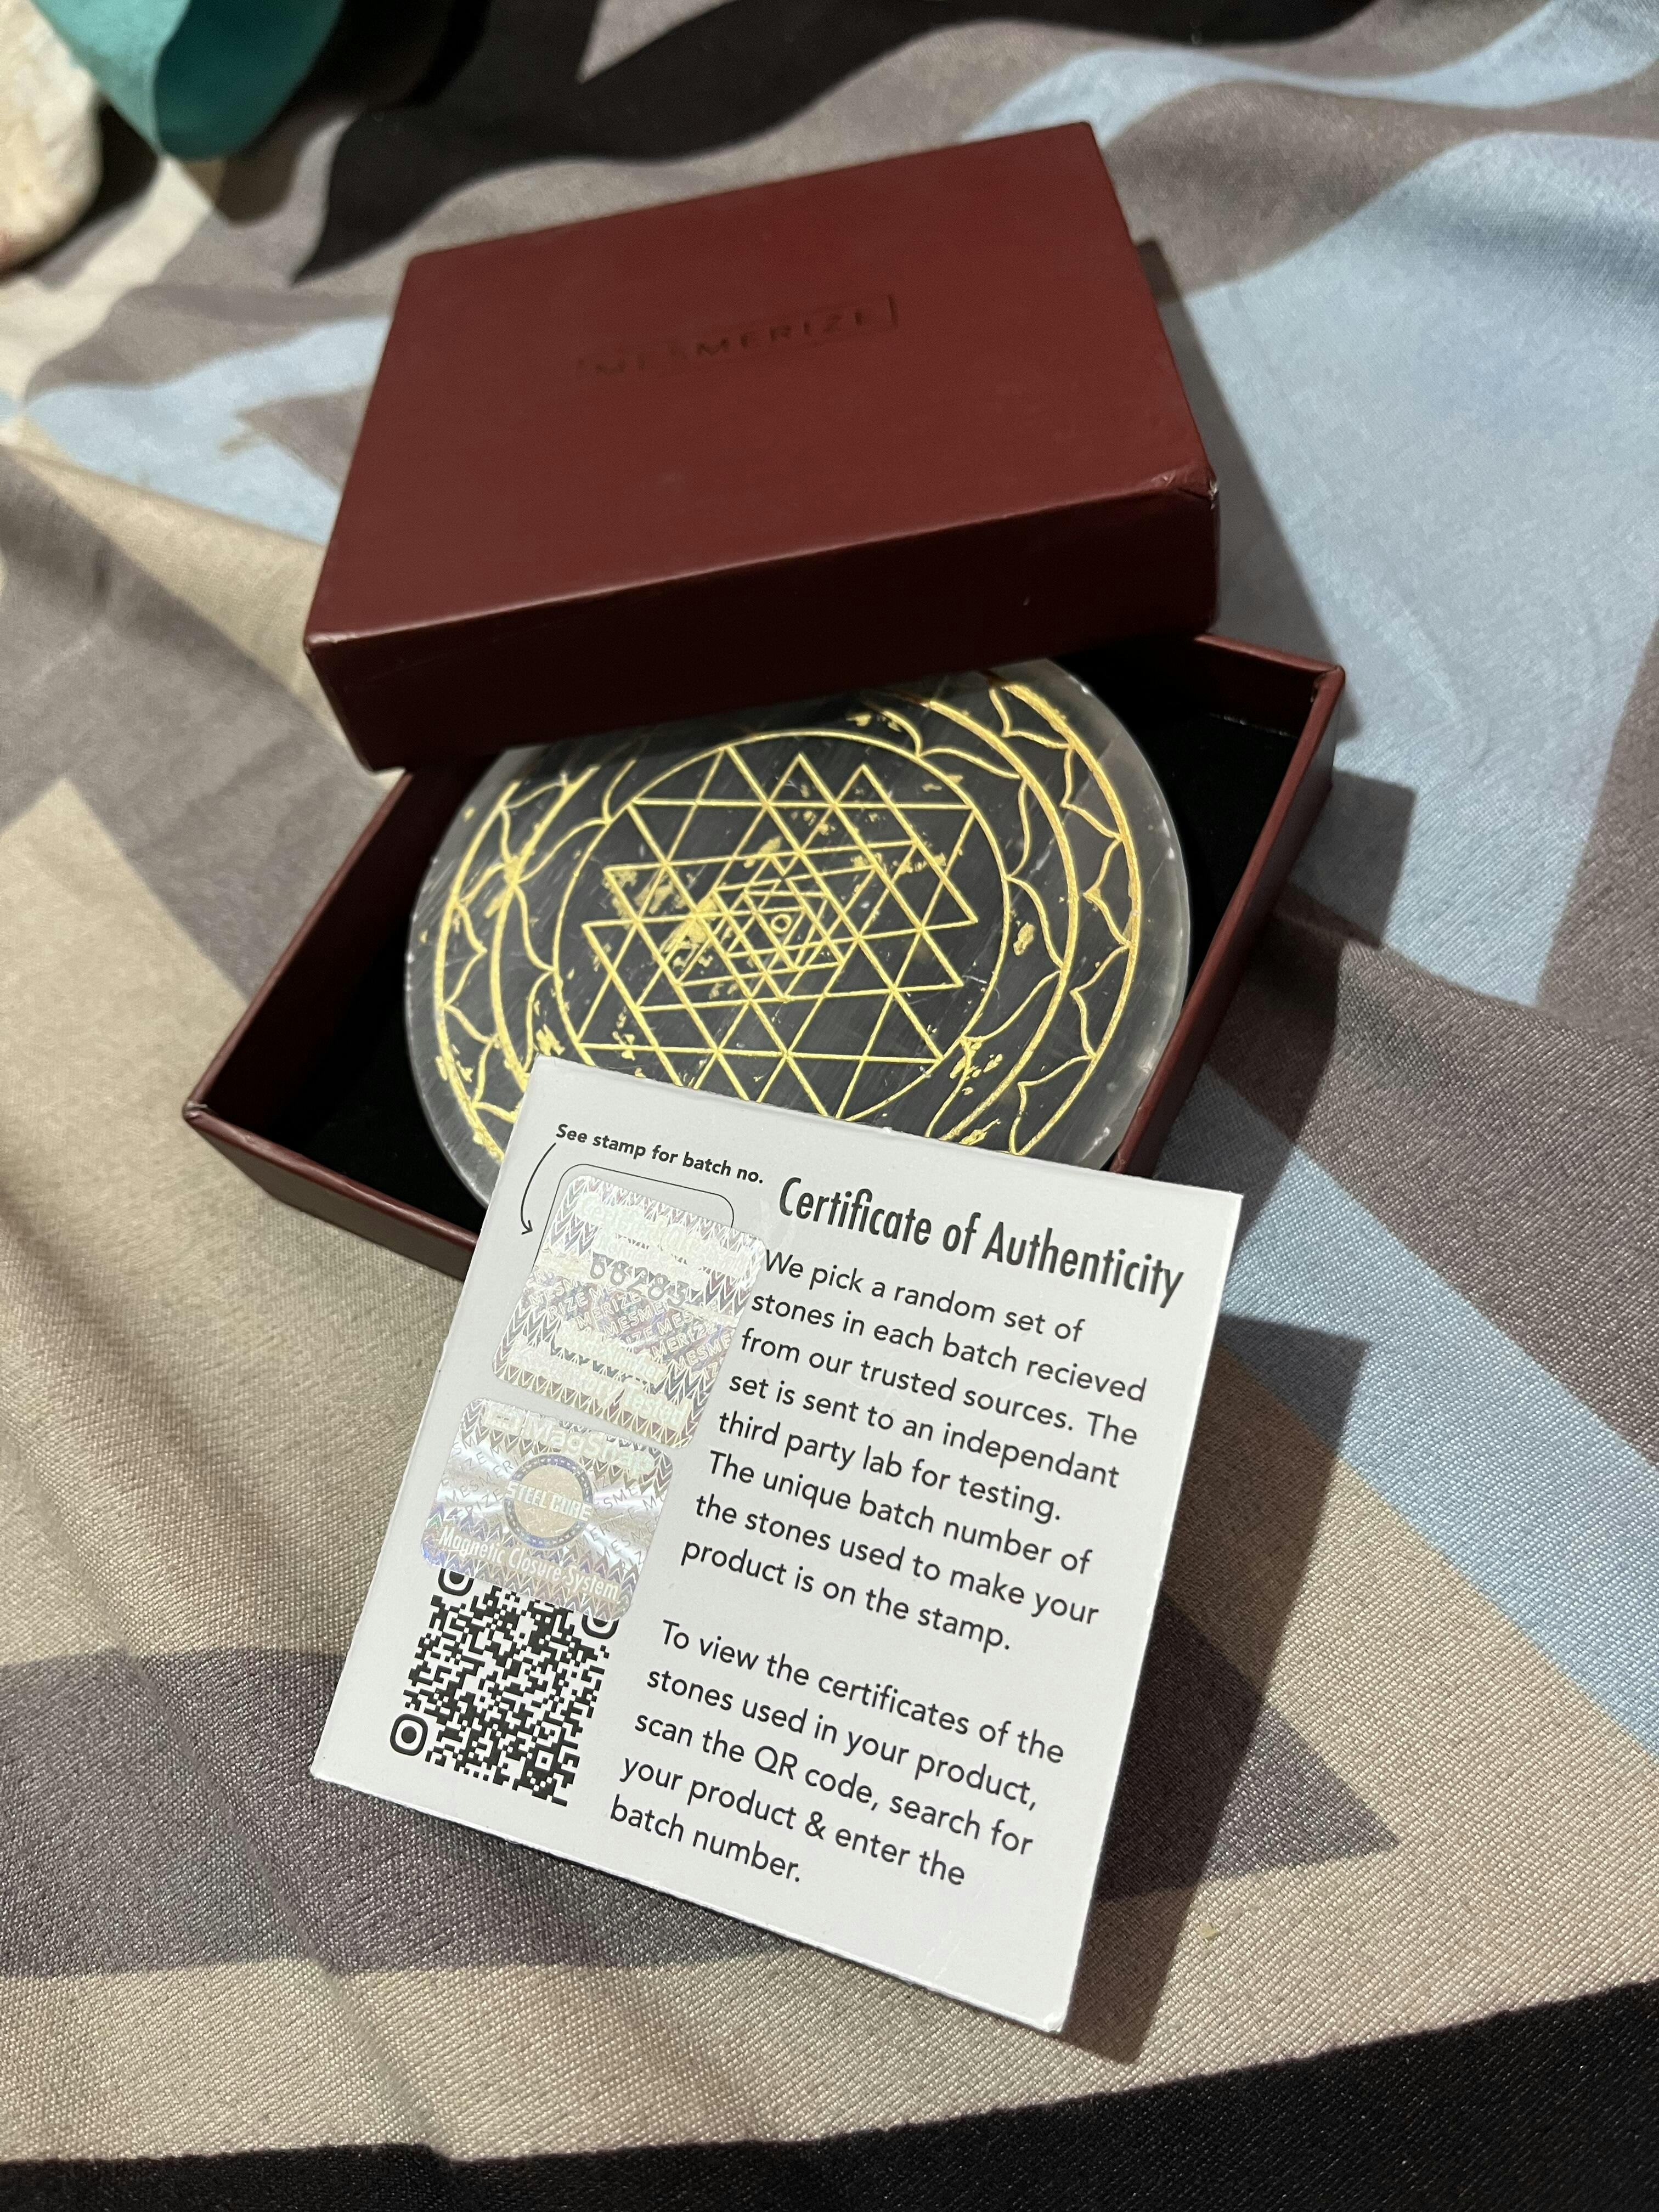 MESMERIZE
See stamp for batch no.
Certificate of Authenticity
We pick a random set of
stones in each batch recieved
from our trusted sources. The
set is sent to an independant
third party lab for testing.
The unique batch number of
the stones used to make your
product is on the stamp.
To view the certificates of the
stones used in your product,
scan the QR code, search for
your product & enter the
batch number.
Tested
MagSafe
STEEL CURE
Magnetic Closure System